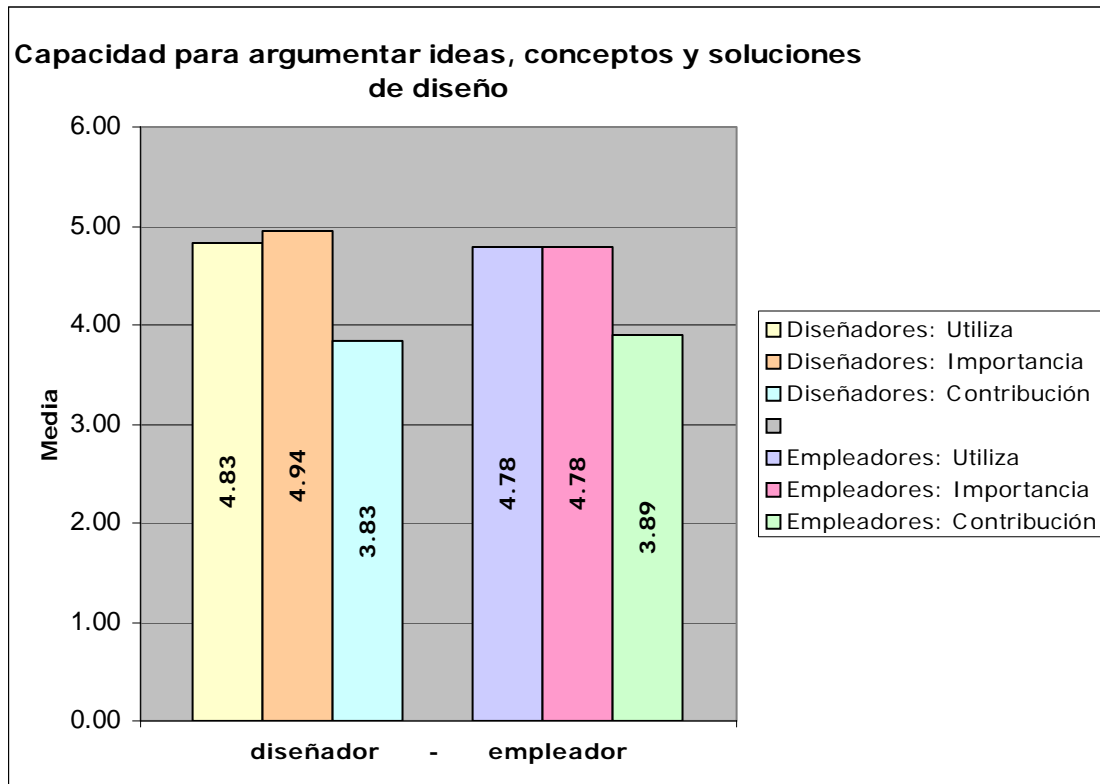 Capacidad para argumentar ideas, conceptos y soluciones
de diseño
6.00
5.00
4.00
3.00
2.00
1.00
0.00
Media
4.83
4.94
3.83
4.78
4.78
3.89
diseñador - empleador
Diseñadores: Utiliza
Diseñadores: Importancia
Diseñadores: Contribución
Empleadores: Utiliza
Empleadores: Importancia
Empleadores: Contribución